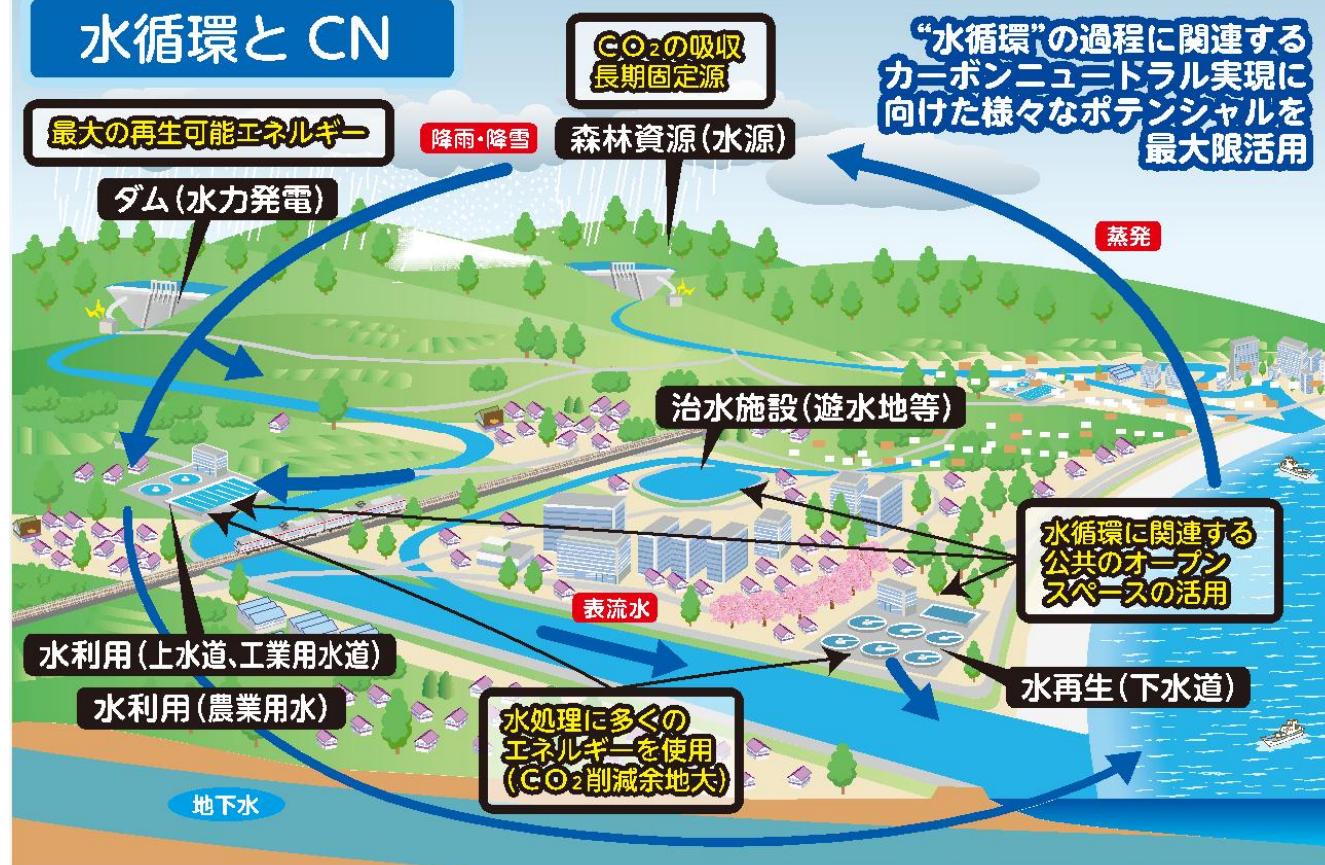 水循環と CN
CO₂の吸収
長期固定源
“水循環”の過程に関連する
カーボンニュートラル実現に
向けた様々なポテンシャルを
最大限活用
最大の再生可能エネルギー
降雨・降雪
森林資源(水源)
ダム(水力発電)
蒸発
治水施設(遊水地等)
水循環に関連する
公共のオープン
スペースの活用
表流水
水利用(上水道、工業用水道)
水再生(下水道)
水利用(農業用水)
水処理に多くの
エネルギーを使用
(CO₂削減余地大)
地下水